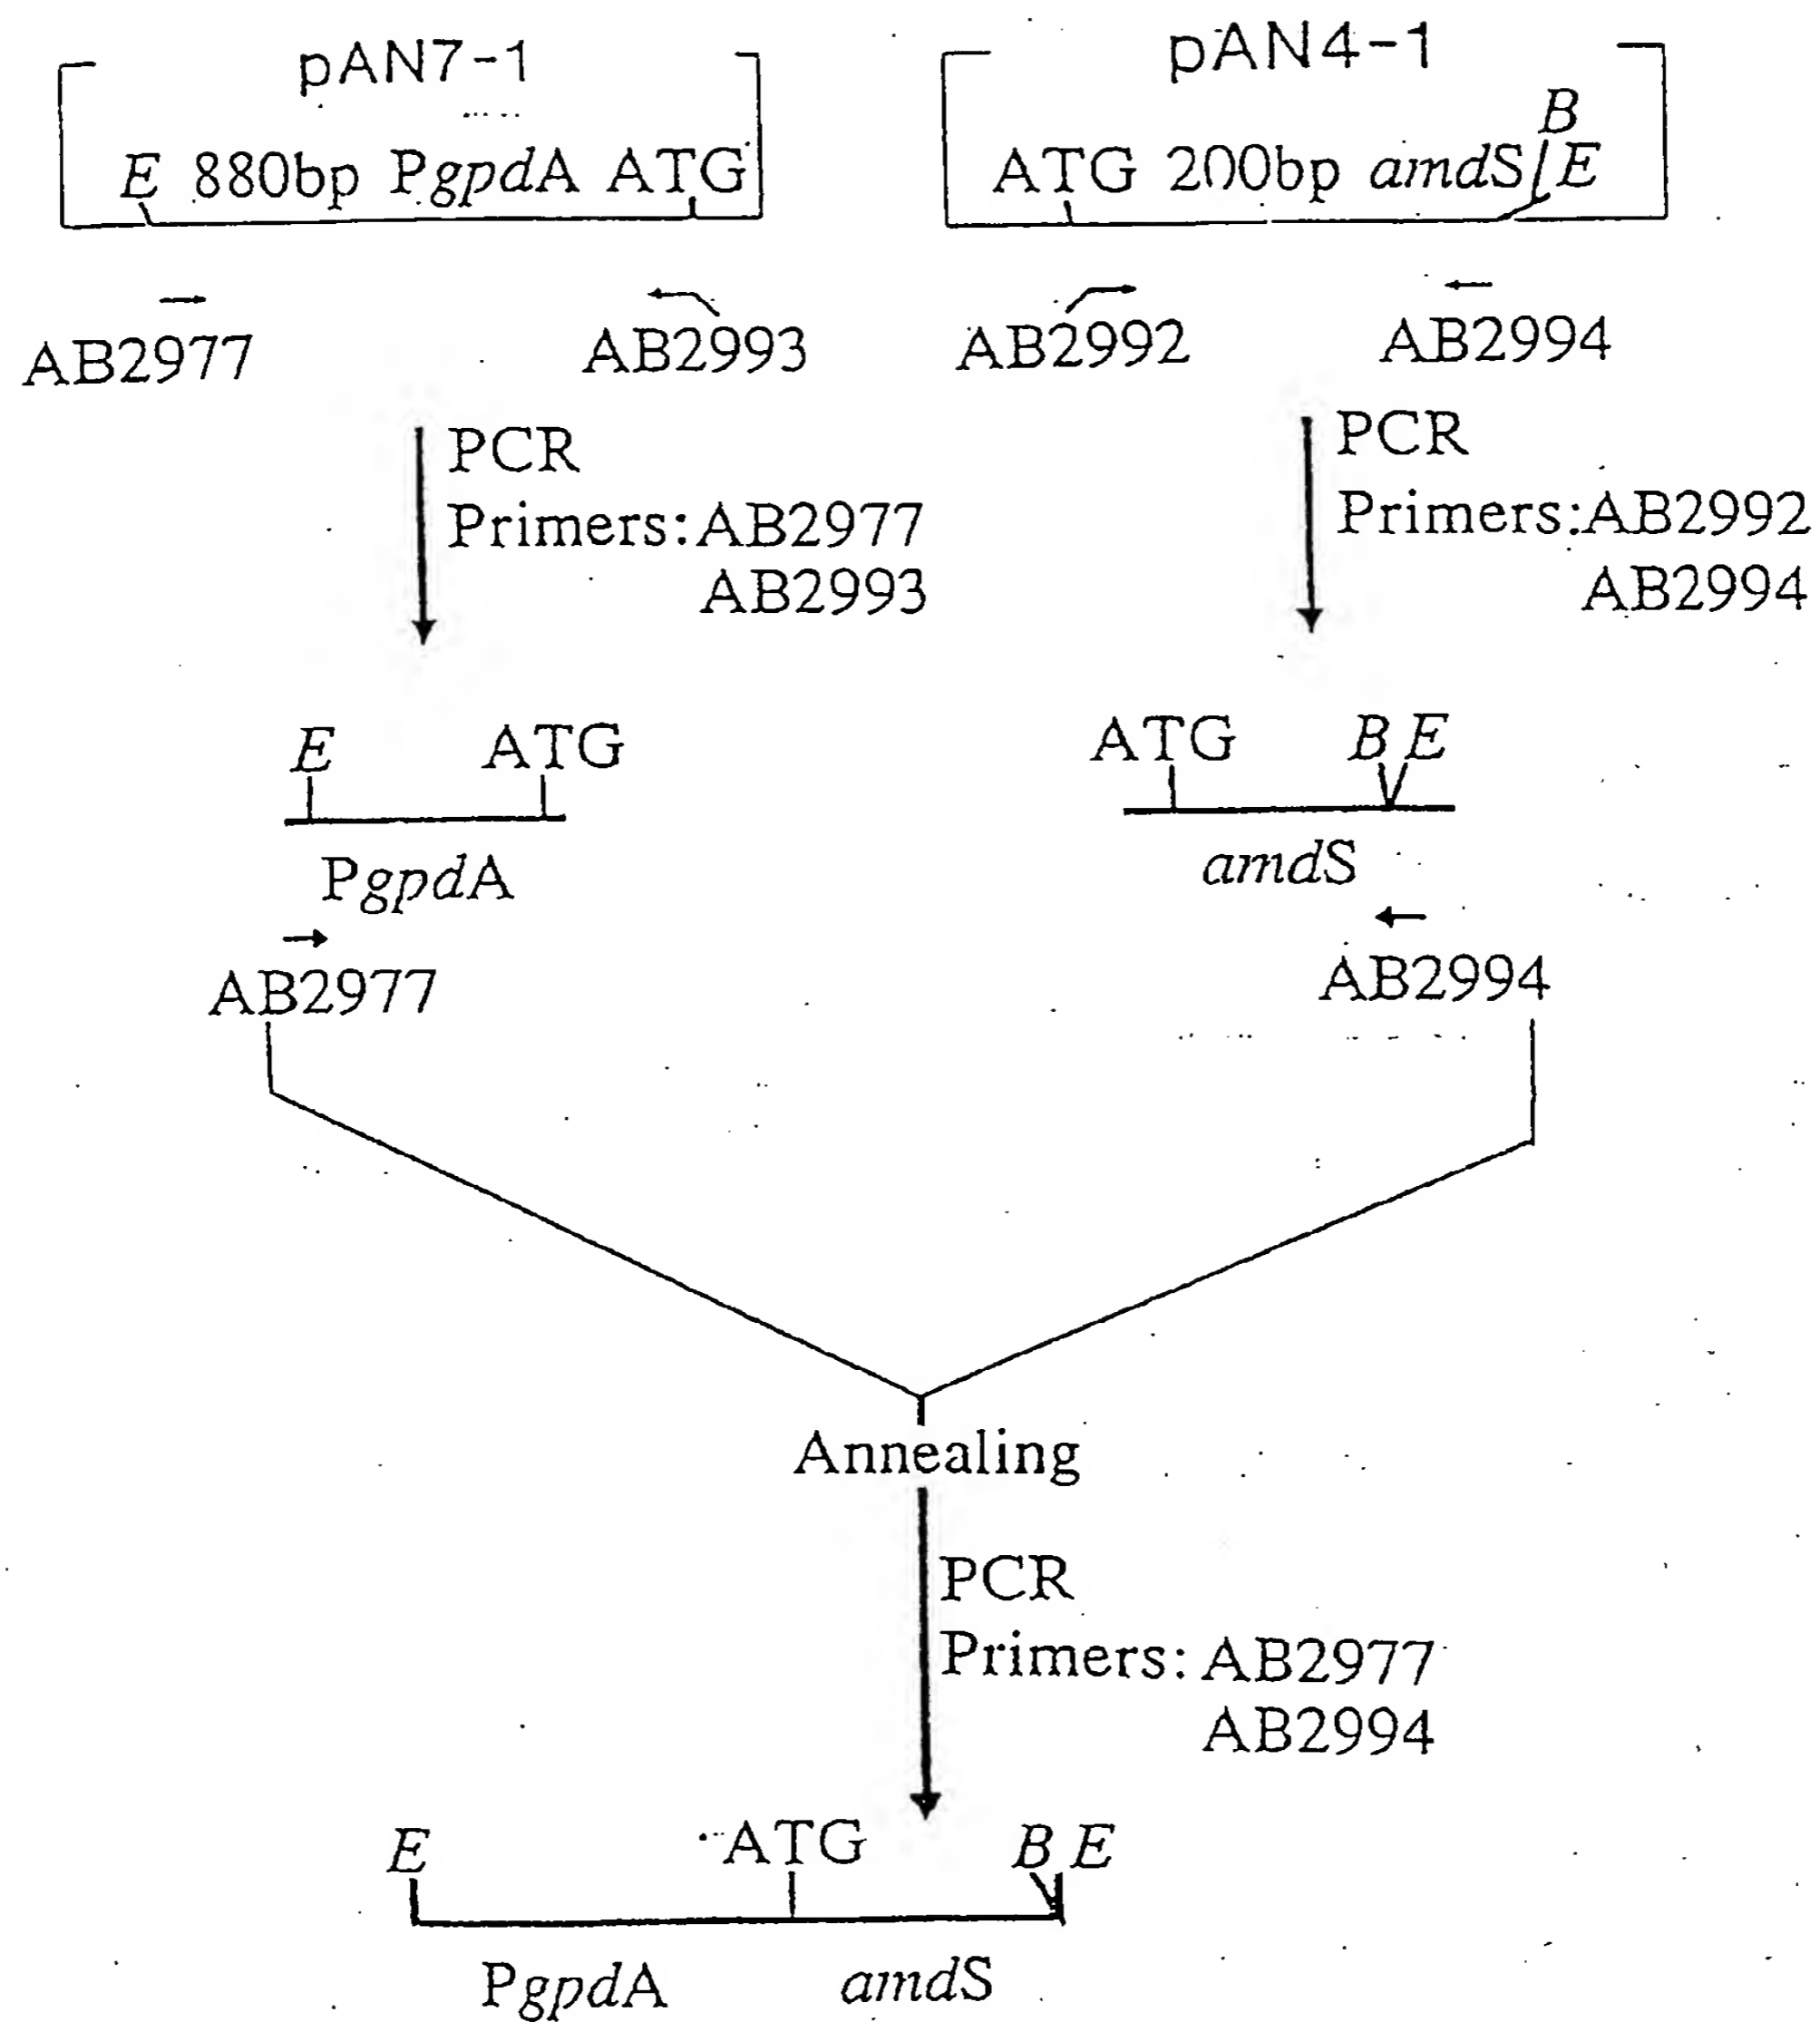 pAN7-1
E 880bp PgpdA ATG
pAN4-1
B
ATG 200bp amdS E
AB2977
AB2993
AB2992
AB2994
PCR
Primers: AB2977
AB2993
PCR
Primers: AB2992
AB2994
E ATG
PgpdA
AB2977
ATG B E
amdS
AB2994
Annealing
PCR
Primers: AB2977
AB2994
E ATG B E
PgpdA amdS